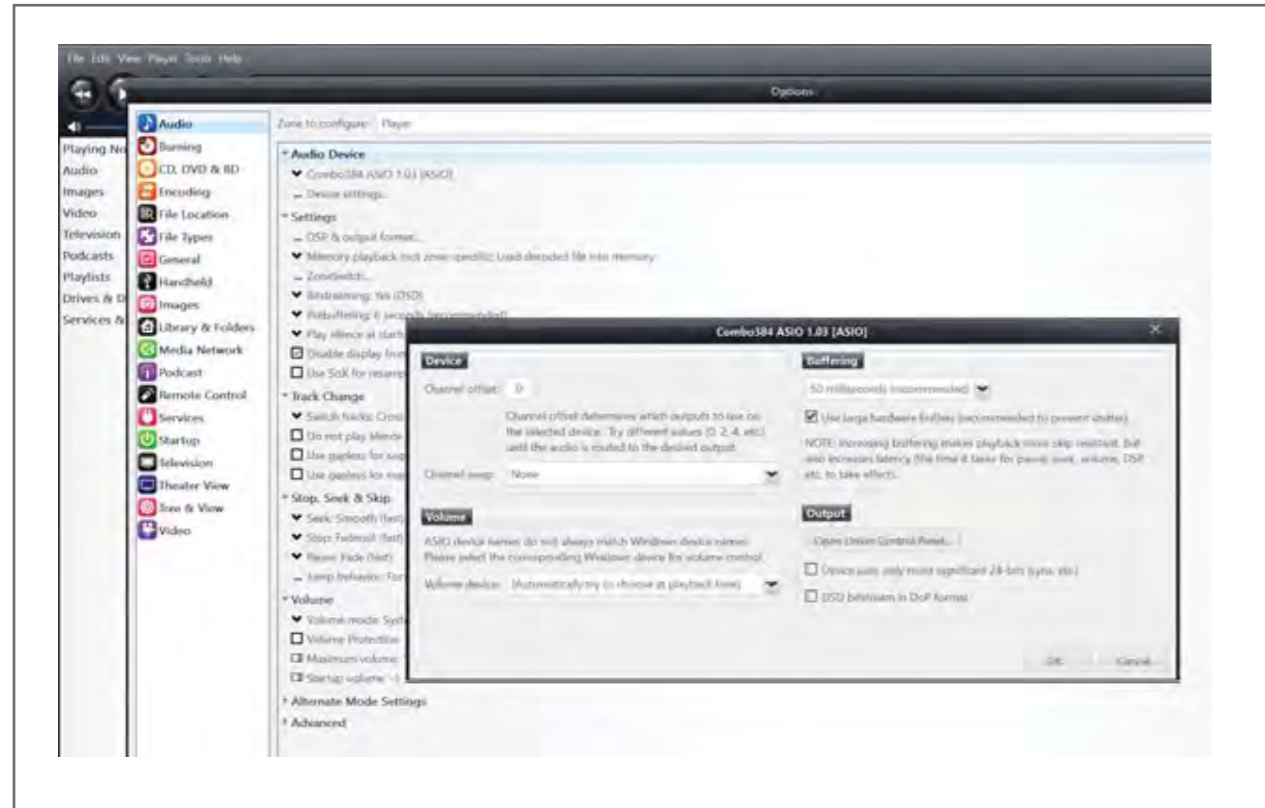 File Edit View Player Tools Help
Options
Playing No
Audio
Images
Video
Television
Podcasts
Playlists
Drives & D
Services &
Audio
Burning
CD, DVD & BD
Encoding
File Location
File Types
General
Handheld
Images
Library & Folders
Media Network
Podcast
Remote Control
Services
Startup
Television
Theater View
Tree & View
Video
Zone to configure: Player
Audio Device
Combo384 ASIO 1.03 [ASIO]
Device settings...
Settings
DSP & output format...
Memory playback (not zone-specific): Load decoded file into memory
ZoneSwitch...
Bitstreaming: Yes (DSD)
Prebuffering: 6 seconds (recommended)
Play silence at start
Disable display from
Use SoX for resamp
Track Change
Switch tracks: Cross
Do not play silence
Use gapless for seq
Use gapless for
Stop, Seek & Skip
Seek: Smooth (fast)
Stop: Fadeout (fast)
Pause: Fade (fast)
Jump behavior: For
Volume
Volume mode: Syst
Volume Protection
Maximum volume:
Startup volume:
Alternate Mode Settings
Advanced
Combo384 ASIO 1.03 [ASIO]
Device
Channel offset: 0
Channel offset determines which outputs to use on
the selected device. Try different values (0, 2, 4, etc.)
until the audio is routed to the desired output.
Channel swap: None
Volume
ASIO device names do not always match Windows device names.
Please select the corresponding Windows device for volume control.
Volume device: (Automatically try to choose at playback time)
Buffering
50 milliseconds (recommended)
Use large hardware buffers (recommended to prevent stutter)
NOTE: Increasing buffering makes playback more skip resistant, but
also increases latency (the time it takes for pause, seek, volume, DSP,
etc. to take effect).
Output
Open Driver Control Panel...
Device uses only most significant 24-bits (Lynx, etc.)
DSD bitstream in DoP format
OK
Cancel